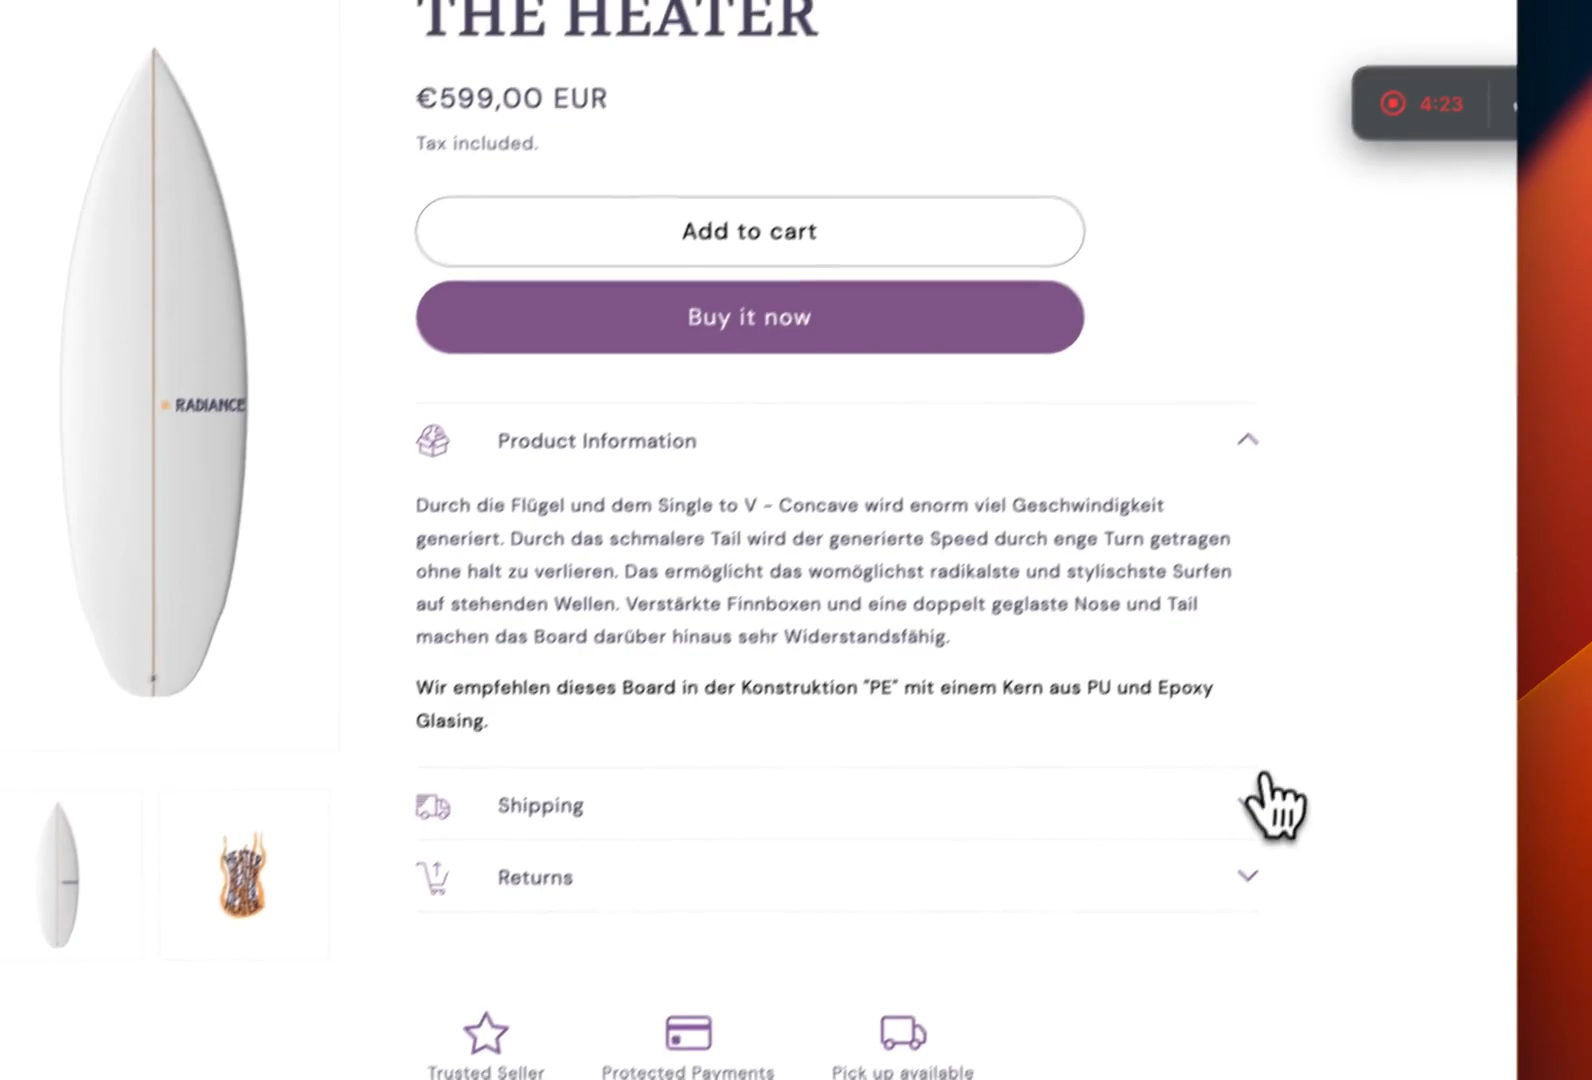 THE HEATER
€599,00 EUR
4:23
Tax included.
Add to cart
Buy it now
RADIANCE
Product Information
Durch die Flügel und dem Single to V - Concave wird enorm viel Geschwindigkeit
generiert. Durch das schmalere Tail wird der generierte Speed durch enge Turn getragen
ohne halt zu verlieren. Das ermöglicht das womöglichst radikalste und stylischste Surfen
auf stehenden Wellen. Verstärkte Finnboxen und eine doppelt geglaste Nose und Tail
machen das Board darüber hinaus sehr Widerstandsfähig.
Wir empfehlen dieses Board in der Konstruktion "PE" mit einem Kern aus PU und Epoxy
Glasing.
Shipping
Returns
Trusted Seller
Protected Payments
Pick up available